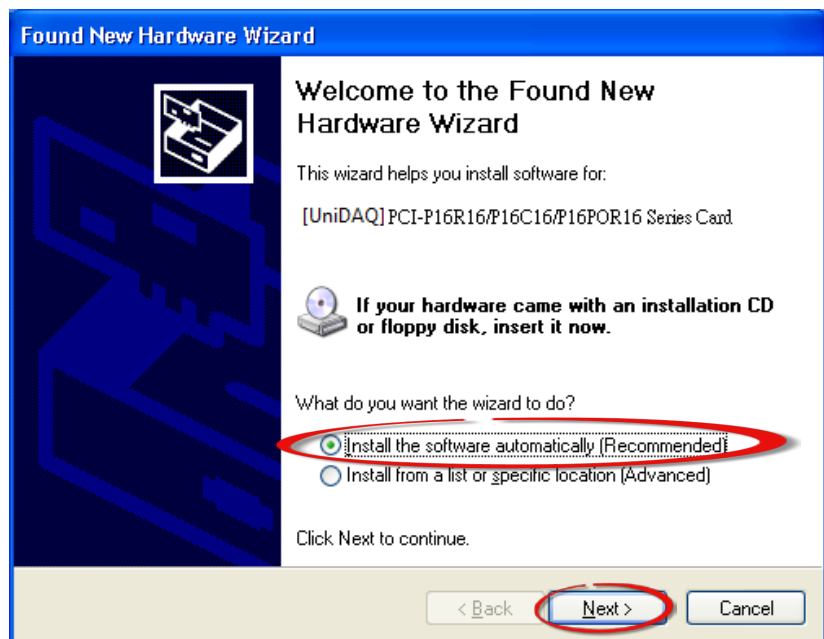 Found New Hardware Wizard
Welcome to the Found New
Hardware Wizard
This wizard helps you install software for:
[UniDAQ] PCI-P16R16/P16C16/P16POR16 Series Card
If your hardware came with an installation CD
or floppy disk, insert it now.
What do you want the wizard to do?
Install the software automatically (Recommended)
Install from a list or specific location (Advanced)
Click Next to continue.
< Back Next > Cancel